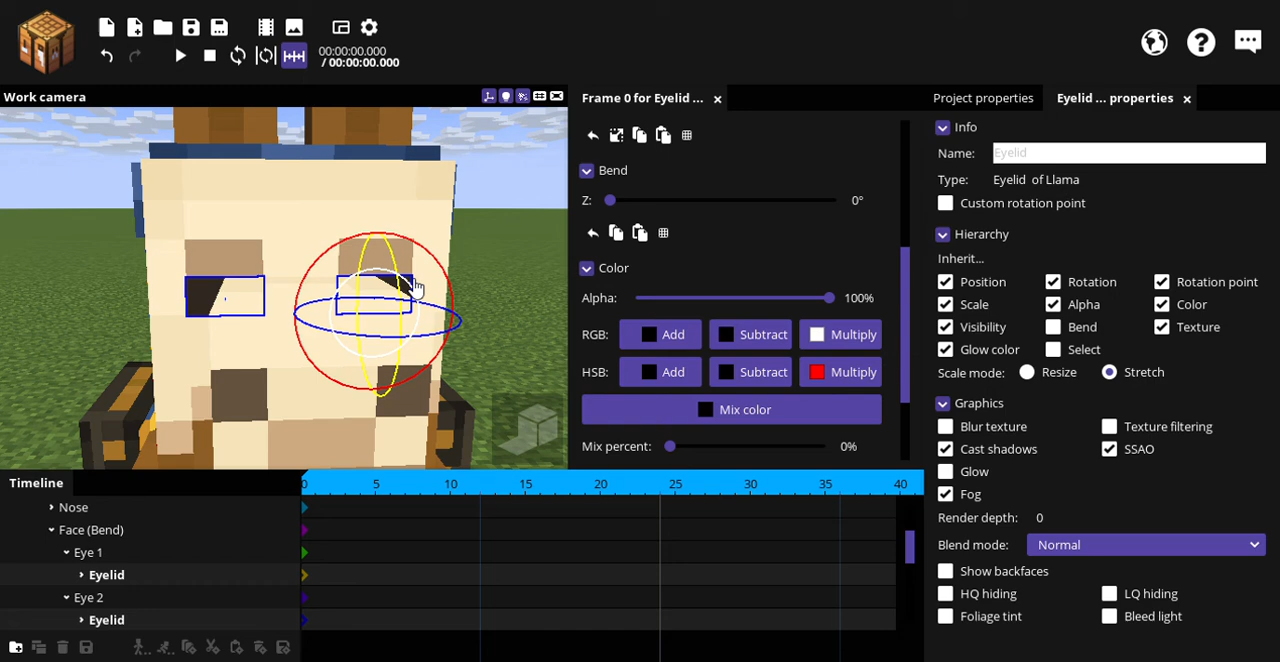 00:00:00.000
/ 00:00:00.000
Work camera
Frame 0 for Eyelid ...
Bend
Z:
0°
Color
Alpha:
100%
RGB:
Add
Subtract
Multiply
HSB:
Add
Subtract
Multiply
Mix color
Mix percent:
0%
Project properties
Eyelid ... properties
Info
Name:
Eyelid
Type:
Eyelid of Llama
Custom rotation point
Hierarchy
Inherit...
Position
Rotation
Rotation point
Scale
Alpha
Color
Visibility
Bend
Texture
Glow color
Select
Scale mode:
Resize
Stretch
Graphics
Blur texture
Texture filtering
Cast shadows
SSAO
Glow
Fog
Render depth:
0
Blend mode:
Normal
Show backfaces
HQ hiding
LQ hiding
Foliage tint
Bleed light
Timeline
0
5
10
15
20
25
30
35
40
Nose
Face (Bend)
Eye 1
Eyelid
Eye 2
Eyelid